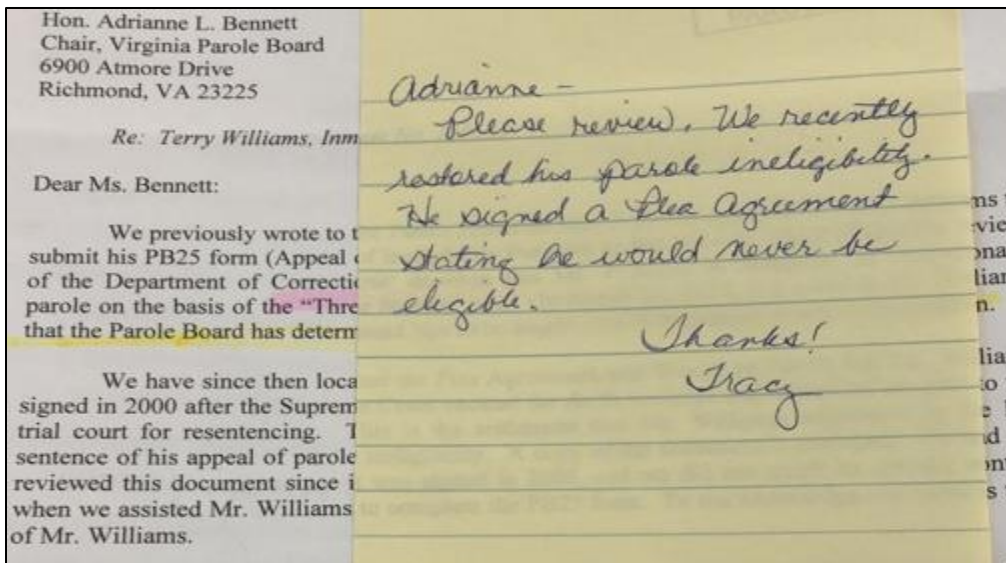 Hon. Adrianne L. Bennett
Chair, Virginia Parole Board
6900 Atmore Drive
Richmond, VA 23225
Re: Terry Williams, Inm
Dear Ms. Bennett:
We previously wrote to t
submit his PB25 form (Appeal
of the Department of Correctio
parole on the basis of the “Thre
that the Parole Board has determ
We have since then loca
signed in 2000 after the Suprem
trial court for resentencing. T
sentence of his appeal of parole
reviewed this document since i
when we assisted Mr. Williams
of Mr. Williams.
Adrianne -
Please review. We recently
restored his parole ineligibility.
He signed a Plea Agreement
stating he would never be
eligible.
Thanks!
Tracy